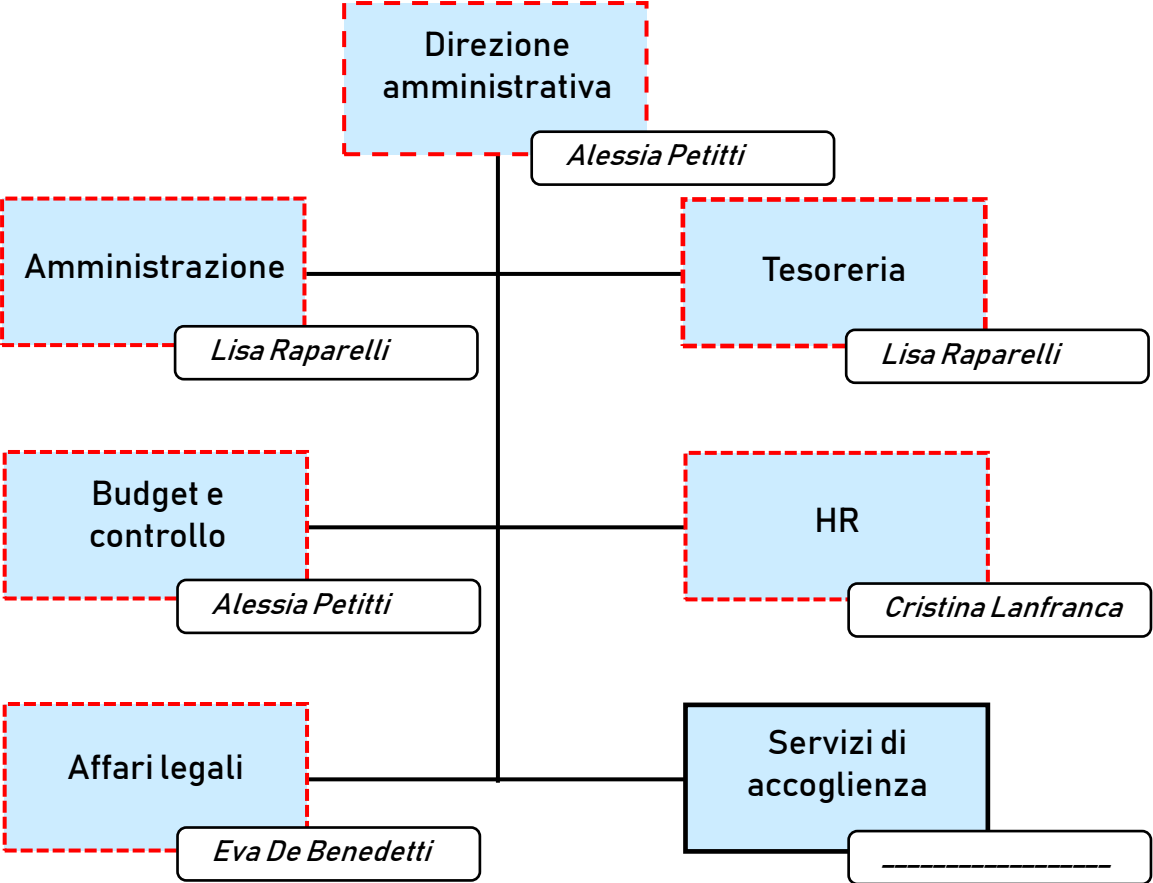 Direzione
amministrativa
Alessia Petitti
Amministrazione
Lisa Raparelli
Tesoreria
Lisa Raparelli
Budget e
controllo
Alessia Petitti
HR
Cristina Lanfranca
Affari legali
Eva De Benedetti
Servizi di
accoglienza
__________________